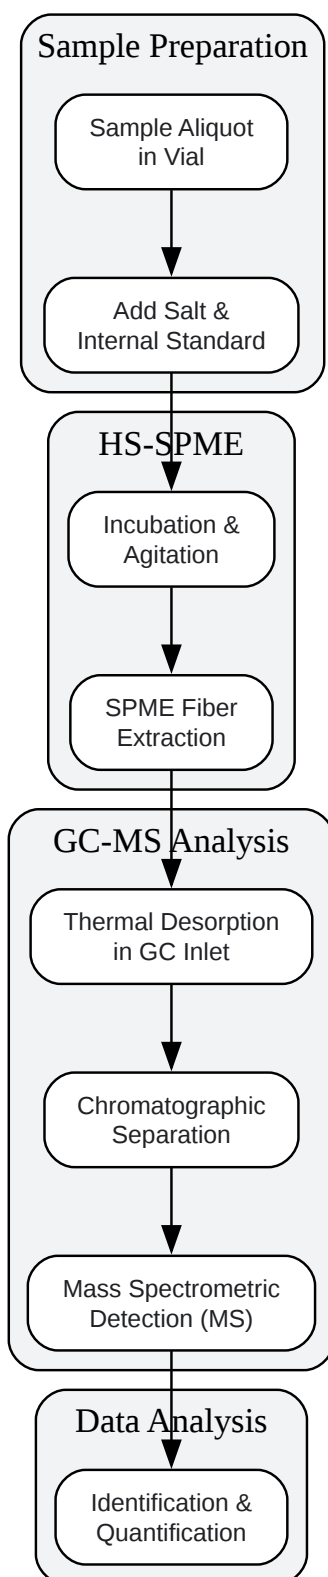 Sample Preparation
Sample Aliquot
in Vial
Add Salt &
Internal Standard
HS-SPME
Incubation &
Agitation
SPME Fiber
Extraction
GC-MS Analysis
Thermal Desorption
in GC Inlet
Chromatographic
Separation
Mass Spectrometric
Detection (MS)
Data Analysis
Identification &
Quantification